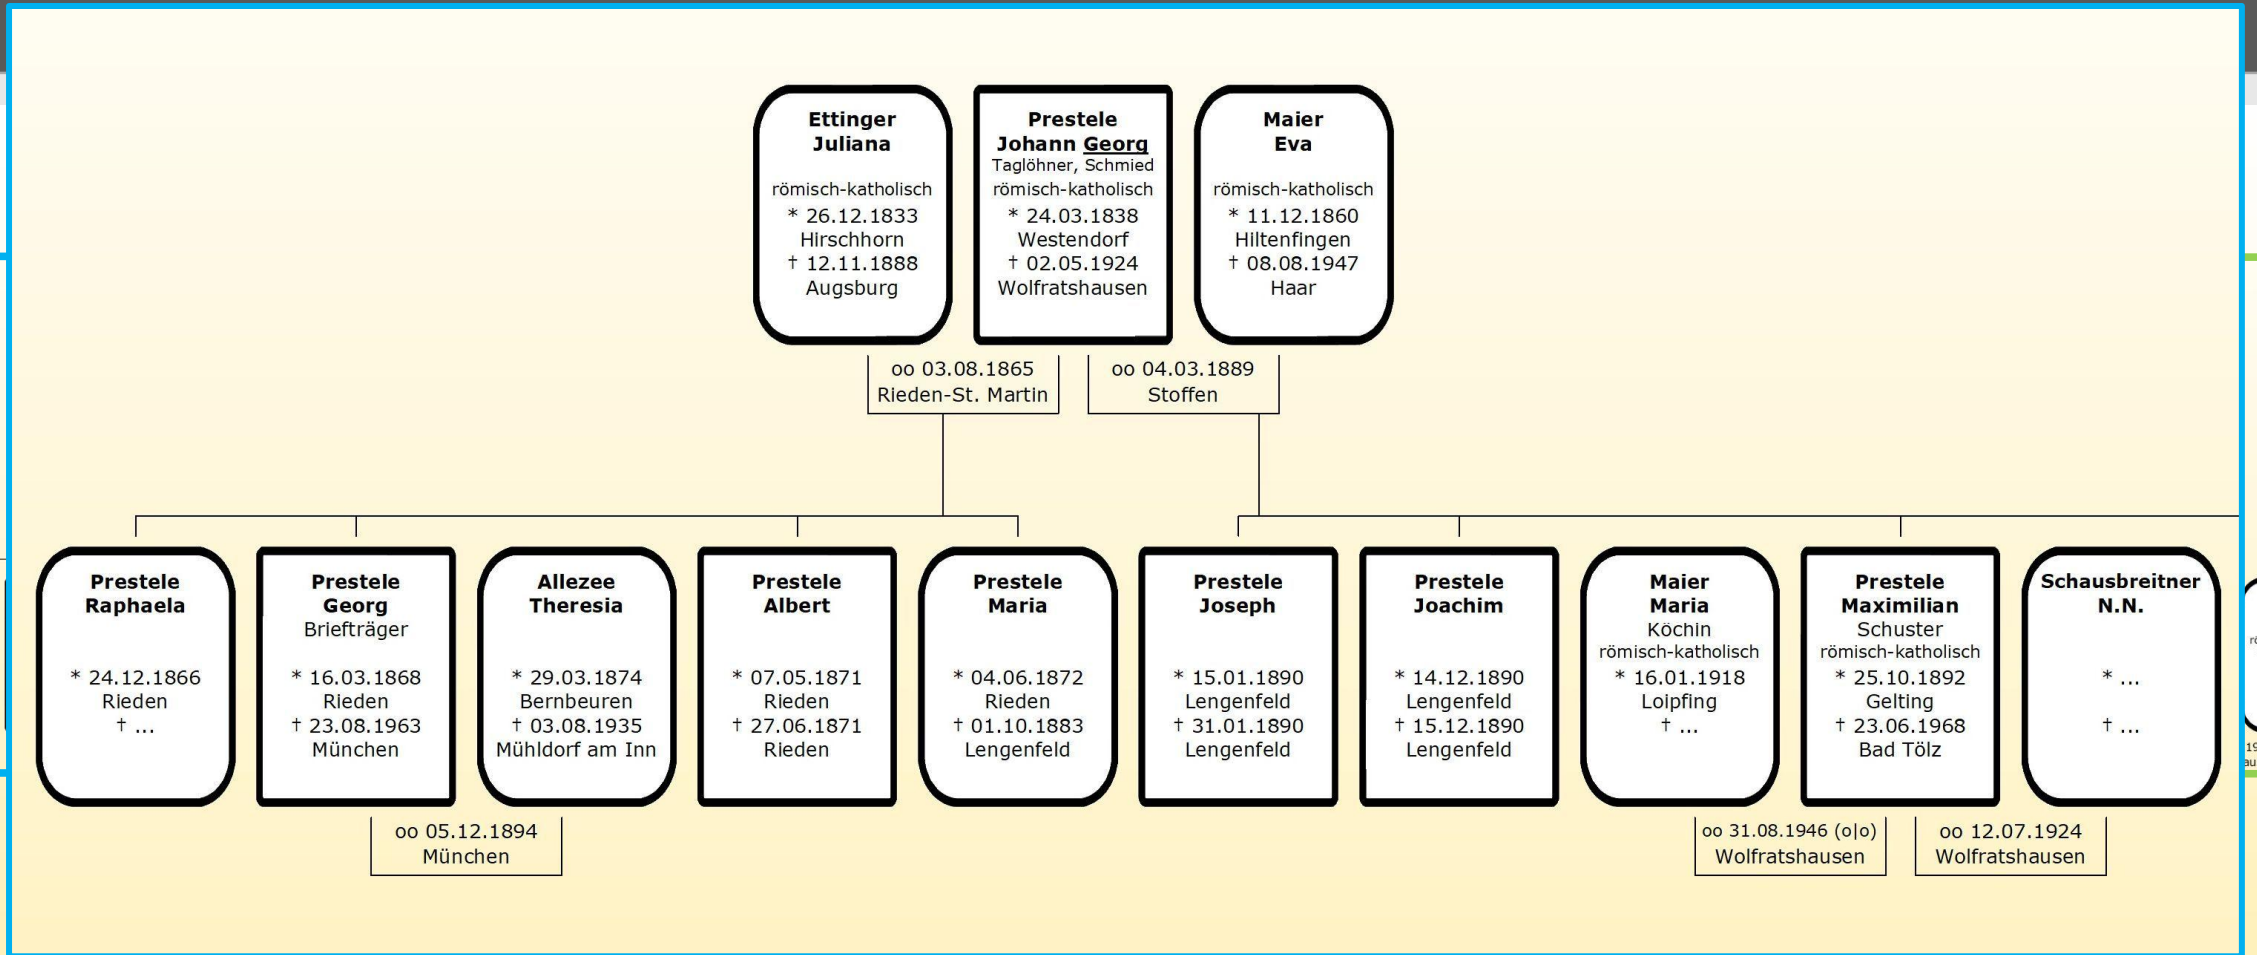 Ettinger
Juliana
römisch-katholisch
* 26.12.1833
Hirschhorn
† 12.11.1888
Augsburg
Prestele
Johann Georg
Taglöhner, Schmied
römisch-katholisch
* 24.03.1838
Westendorf
† 02.05.1924
Wolfratshausen
Maier
Eva
römisch-katholisch
* 11.12.1860
Hiltenfingen
† 08.08.1947
Haar
oo 03.08.1865
Rieden-St. Martin
oo 04.03.1889
Stoffen
Prestele
Raphaela
* 24.12.1866
Rieden
† ...
Prestele
Georg
Briefträger
* 16.03.1868
Rieden
† 23.08.1963
München
Allezee
Theresia
* 29.03.1874
Bernbeuren
† 03.08.1935
Mühldorf am Inn
Prestele
Albert
* 07.05.1871
Rieden
† 27.06.1871
Rieden
Prestele
Maria
* 04.06.1872
Rieden
† 01.10.1883
Lengenfeld
Prestele
Joseph
* 15.01.1890
Lengenfeld
† 31.01.1890
Lengenfeld
Prestele
Joachim
* 14.12.1890
Lengenfeld
† 15.12.1890
Lengenfeld
Maier
Maria
Köchin
römisch-katholisch
* 16.01.1918
Loipfing
† ...
Prestele
Maximilian
Schuster
römisch-katholisch
* 25.10.1892
Gelting
† 23.06.1968
Bad Tölz
Schausbreitner
N.N.
* ...
† ...
oo 05.12.1894
München
oo 31.08.1946 (o|o)
Wolfratshausen
oo 12.07.1924
Wolfratshausen